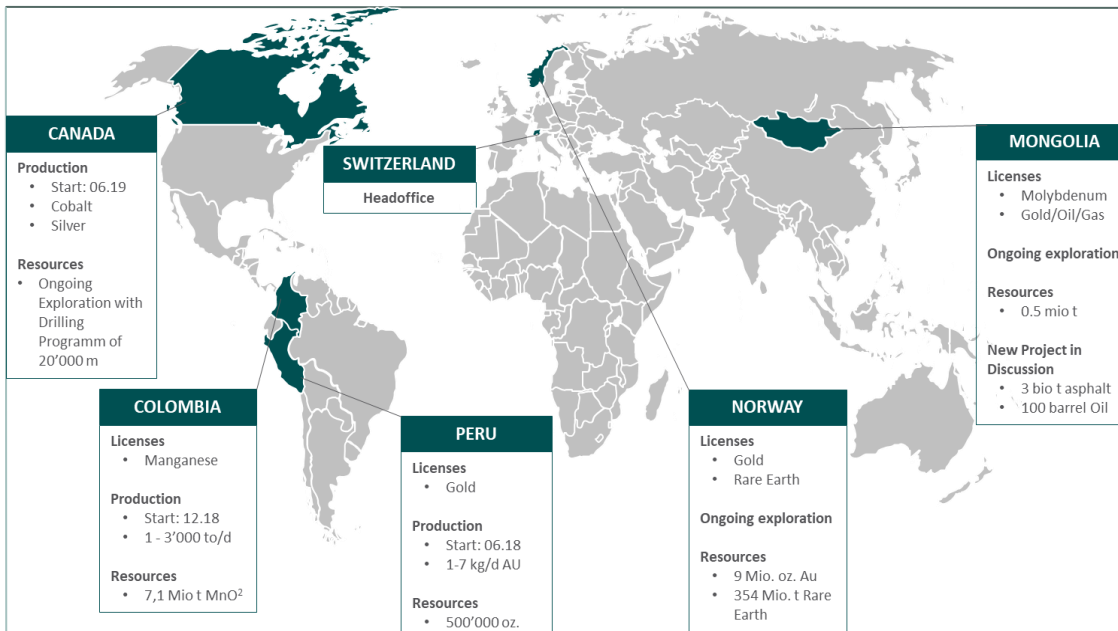 CANADA
Production
• Start: 06.19
• Cobalt
• Silver
Resources
• Ongoing
Exploration with
Drilling
Programm of
20’000 m
SWITZERLAND
Headoffice
MONGOLIA
Licenses
• Molybdenum
• Gold/Oil/Gas
Ongoing exploration
Resources
• 0.5 mio t
New Project in
Discussion
• 3 bio t asphalt
• 100 barrel Oil
COLOMBIA
Licenses
• Manganese
Production
• Start: 12.18
• 1 - 3’000 to/d
Resources
• 7,1 Mio t MnO²
PERU
Licenses
• Gold
Production
• Start: 06.18
• 1-7 kg/d AU
Resources
• 500’000 oz.
NORWAY
Licenses
• Gold
• Rare Earth
Ongoing exploration
Resources
• 9 Mio. oz. Au
• 354 Mio. t Rare
Earth